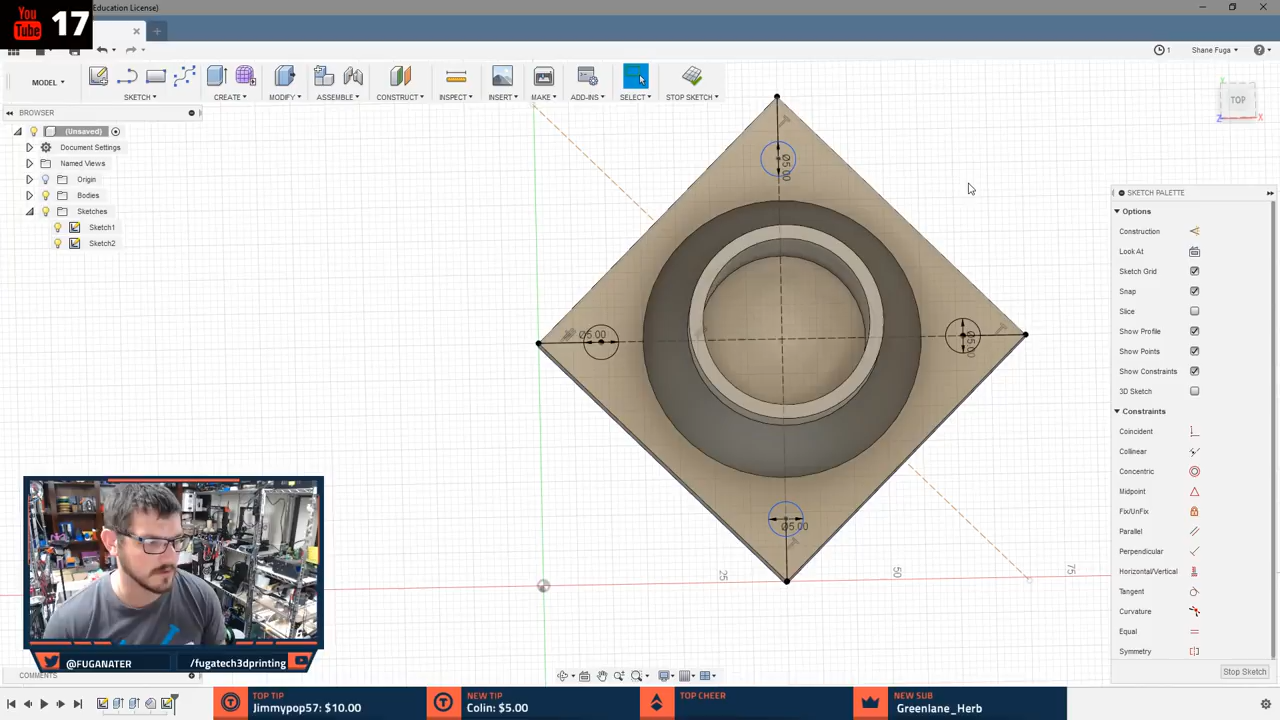 You
Tube
17
Education License)
1
Shane Fuga
MODEL
SKETCH
CREATE
MODIFY
ASSEMBLE
CONSTRUCT
INSPECT
INSERT
MAKE
ADD-INS
SELECT
STOP SKETCH
TOP
BROWSER
(Unsaved)
Document Settings
Named Views
Origin
Bodies
Sketches
Sketch1
Sketch2
Ø5.00
Ø5.00
Ø5.00
Ø5.00
25
50
75
SKETCH PALETTE
Options
Construction
Look At
Sketch Grid
Snap
Slice
Show Profile
Show Points
Show Constraints
3D Sketch
Constraints
Coincident
Collinear
Concentric
Midpoint
Fix/UnFix
Parallel
Perpendicular
Horizontal/Vertical
Tangent
Curvature
Equal
Symmetry
Stop Sketch
@FUGANATER
/fugatech3dprinting
COMMENTS
TOP TIP
Jimmypop57: $10.00
NEW TIP
Colin: $5.00
TOP CHEER
NEW SUB
Greenlane_Herb